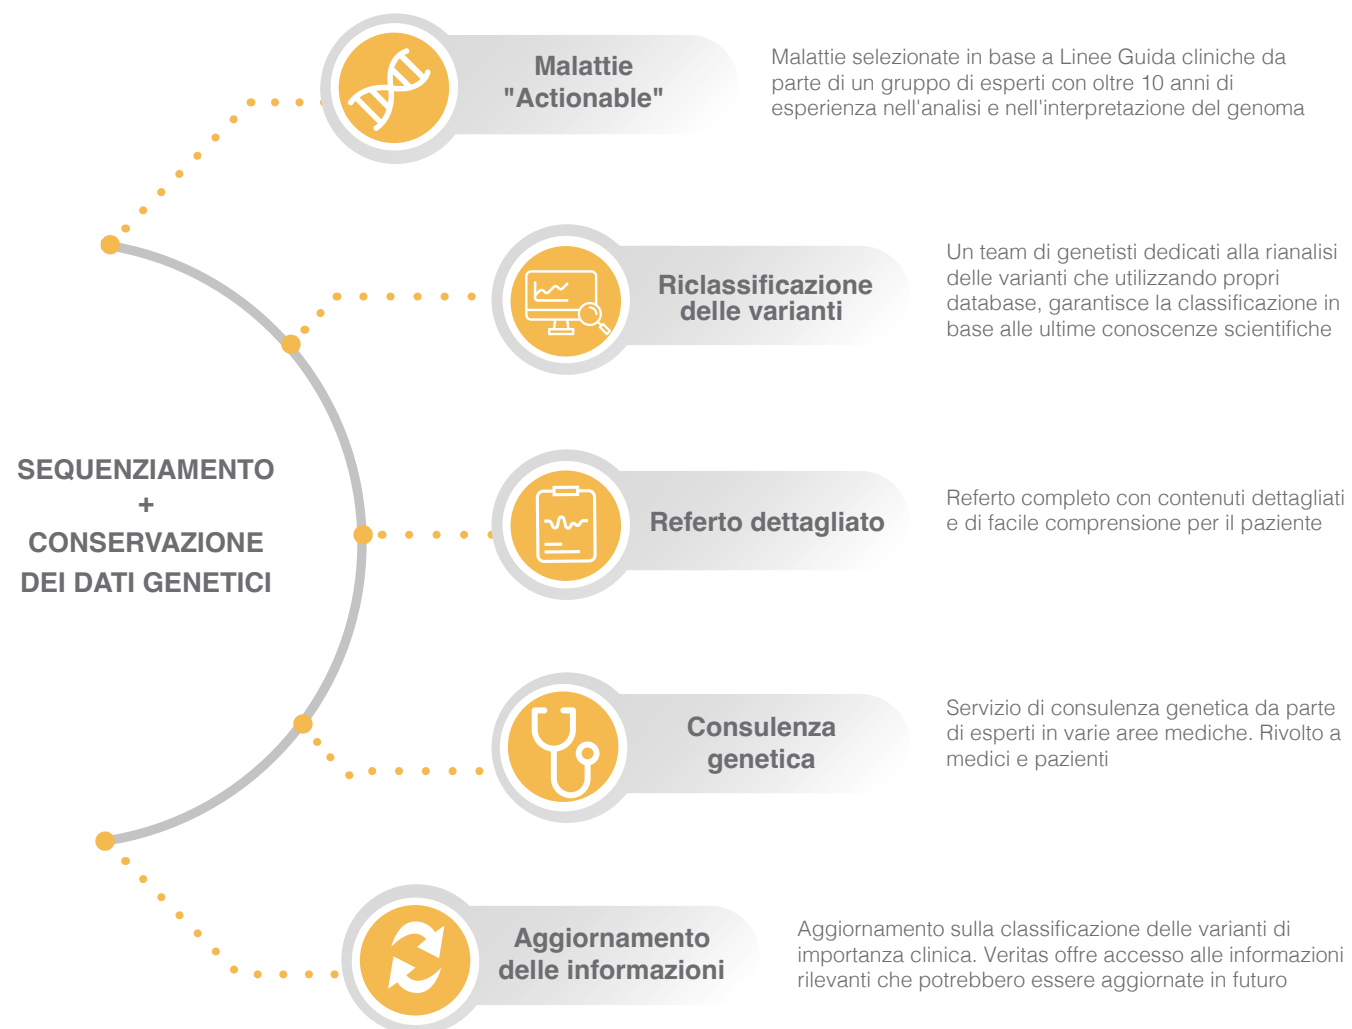 Malattie
"Actionable"
Malattie selezionate in base a Linee Guida cliniche da
parte di un gruppo di esperti con oltre 10 anni di
esperienza nell'analisi e nell'interpretazione del genoma
Riclassificazione
delle varianti
Un team di genetisti dedicati alla rianalisi
delle varianti che utilizzando propri
database, garantisce la classificazione in
base alle ultime conoscenze scientifiche
SEQUENZIAMENTO
+
CONSERVAZIONE
DEI DATI GENETICI
Referto dettagliato
Referto completo con contenuti dettagliati
e di facile comprensione per il paziente
Consulenza
genetica
Servizio di consulenza genetica da parte
di esperti in varie aree mediche. Rivolto a
medici e pazienti
Aggiornamento
delle informazioni
Aggiornamento sulla classificazione delle varianti di
importanza clinica. Veritas offre accesso alle informazioni
rilevanti che potrebbero essere aggiornate in futuro